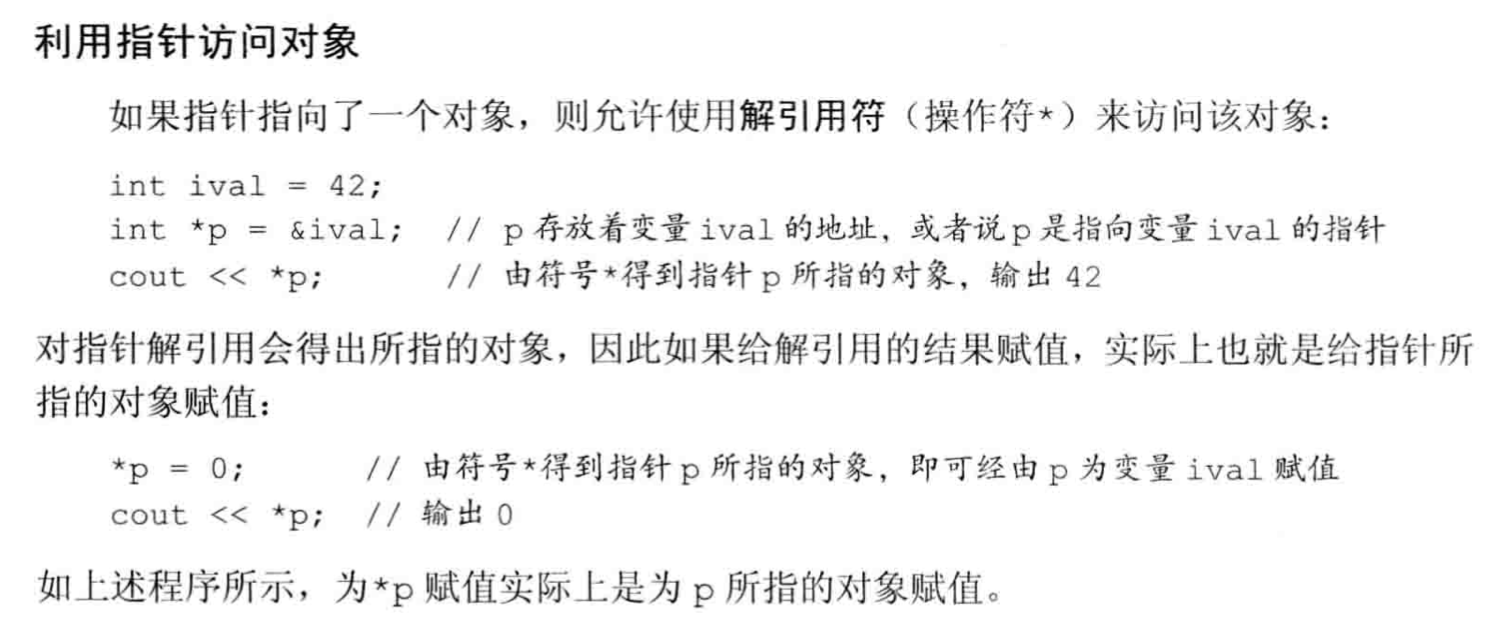 利用指针访问对象
如果指针指向了一个对象，则允许使用解引用符（操作符*）来访问该对象：
int ival = 42;
int *p = &ival;  // p 存放着变量 ival 的地址，或者说 p 是指向变量 ival 的指针
cout << *p;      // 由符号*得到指针 p 所指的对象，输出 42
对指针解引用会得出所指的对象，因此如果给解引用的结果赋值，实际上也就是给指针所
指的对象赋值：
*p = 0;      // 由符号*得到指针 p 所指的对象，即可经由 p 为变量 ival 赋值
cout << *p;  // 输出 0
如上述程序所示，为*p 赋值实际上是为 p 所指的对象赋值。